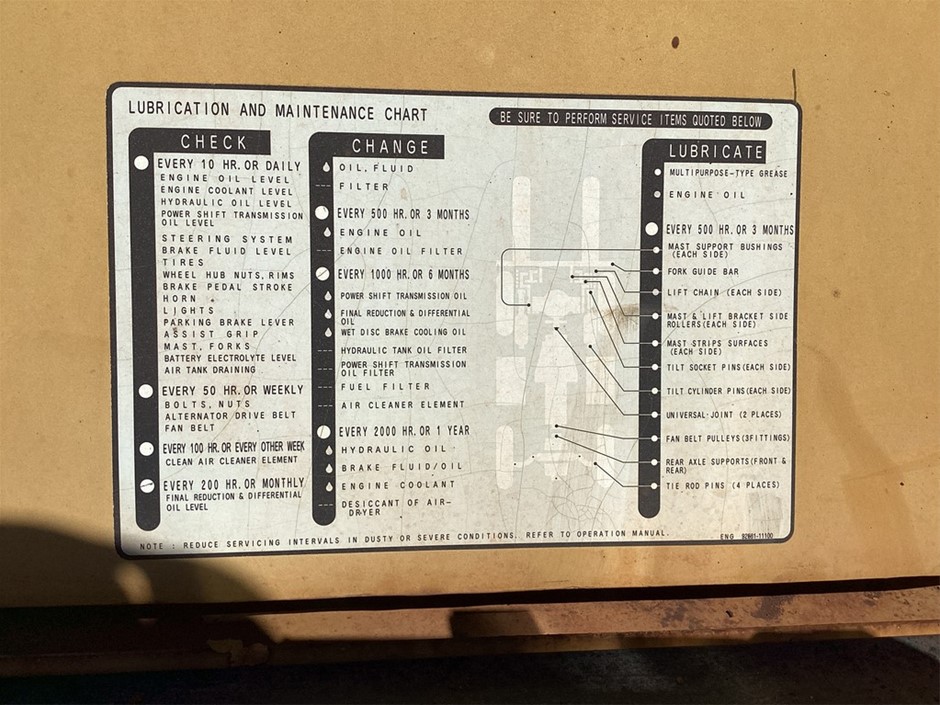 LUBRICATION AND MAINTENANCE CHART
BE SURE TO PERFORM SERVICE ITEMS QUOTED BELOW
CHECK
EVERY 10 HR. OR DAILY
ENGINE OIL LEVEL
ENGINE COOLANT LEVEL
HYDRAULIC OIL LEVEL
POWER SHIFT TRANSMISSION
OIL LEVEL
STEERING SYSTEM
BRAKE FLUID LEVEL
TIRES
WHEEL HUB NUTS, RIMS
BRAKE PEDAL STROKE
HORN
LIGHTS
PARKING BRAKE LEVER
ASSIST GRIP
MAST, FORKS
BATTERY ELECTROLYTE LEVEL
AIR TANK DRAINING
EVERY 50 HR. OR WEEKLY
BOLTS, NUTS
ALTERNATOR DRIVE BELT
FAN BELT
EVERY 100 HR. OR EVERY OTHER WEEK
CLEAN AIR CLEANER ELEMENT
EVERY 200 HR. OR MONTHLY
FINAL REDUCTION & DIFFERENTIAL
OIL LEVEL
CHANGE
OIL, FLUID
FILTER
EVERY 500 HR. OR 3 MONTHS
ENGINE OIL
ENGINE OIL FILTER
EVERY 1000 HR. OR 6 MONTHS
POWER SHIFT TRANSMISSION OIL
FINAL REDUCTION & DIFFERENTIAL
OIL
WET DISC BRAKE COOLING OIL
HYDRAULIC TANK OIL FILTER
POWER SHIFT TRANSMISSION
OIL FILTER
FUEL FILTER
AIR CLEANER ELEMENT
EVERY 2000 HR. OR 1 YEAR
HYDRAULIC OIL
BRAKE FLUID/OIL
ENGINE COOLANT
DESICCANT OF AIR-
DRYER
LUBRICATE
MULTIPURPOSE-TYPE GREASE
ENGINE OIL
EVERY 500 HR. OR 3 MONTHS
MAST SUPPORT BUSHINGS
(EACH SIDE)
FORK GUIDE BAR
LIFT CHAIN (EACH SIDE)
MAST & LIFT BRACKET SIDE
ROLLERS (EACH SIDE)
MAST STRIPS SURFACES
(EACH SIDE)
TILT SOCKET PINS (EACH SIDE)
TILT CYLINDER PINS (EACH SIDE)
UNIVERSAL-JOINT (2 PLACES)
FAN BELT PULLEYS (3 FITTINGS)
REAR AXLE SUPPORTS (FRONT &
REAR)
TIE ROD PINS (4 PLACES)
NOTE : REDUCE SERVICING INTERVALS IN DUSTY OR SEVERE CONDITIONS. REFER TO OPERATION MANUAL.
ENG 92861-11100